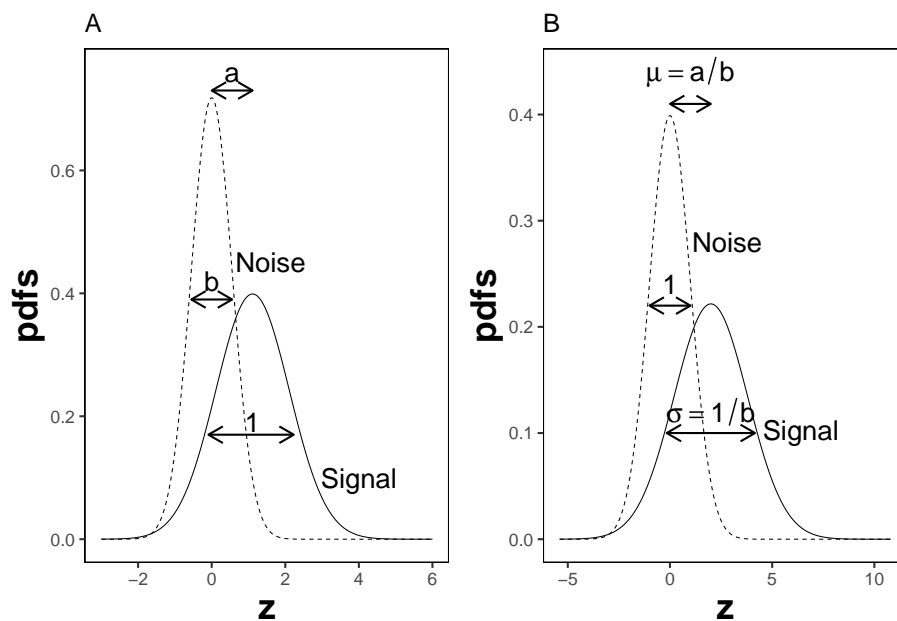 A
a
0.6
Noise
b
0.4
pdfs
0.2
1
Signal
0.0
−2
0
2
4
6
z
B
μ = a/b
0.4
0.3
Noise
1
pdfs
0.2
σ = 1/b
0.1
Signal
0.0
−5
0
5
10
z